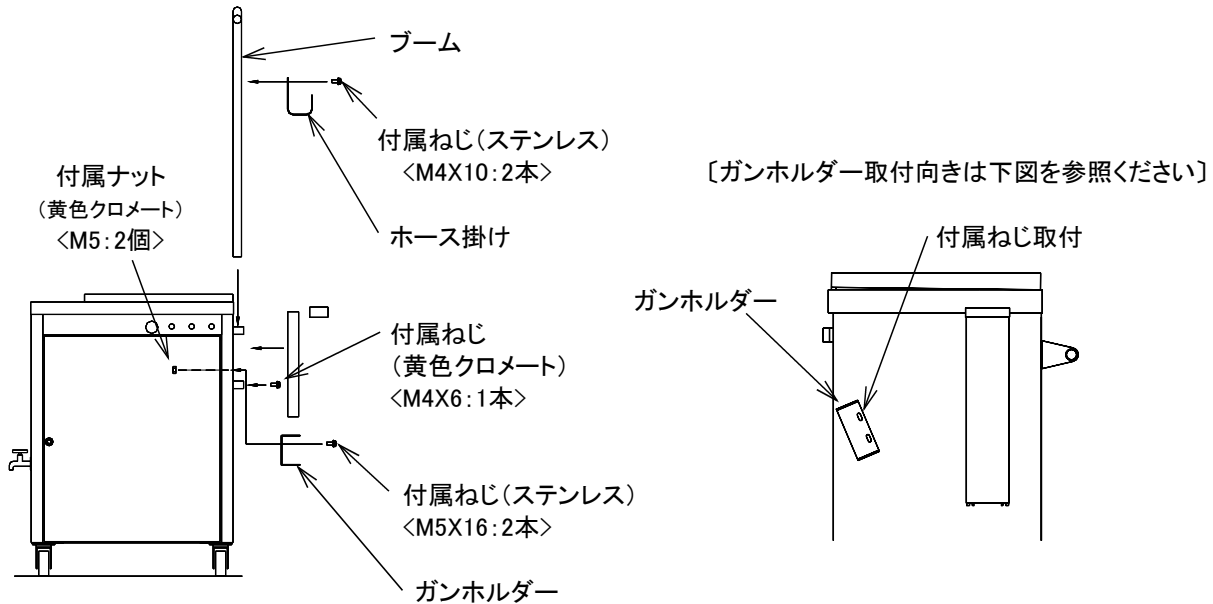 ブーム
付属ねじ(ステンレス)
<M4X10:2本>
ホース掛け
付属ナット
(黄色クロメート)
<M5:2個>
付属ねじ
(黄色クロメート)
<M4X6:1本>
付属ねじ(ステンレス)
<M5X16:2本>
ガンホルダー
〔ガンホルダー取付向きは下図を参照ください〕
付属ねじ取付
ガンホルダー